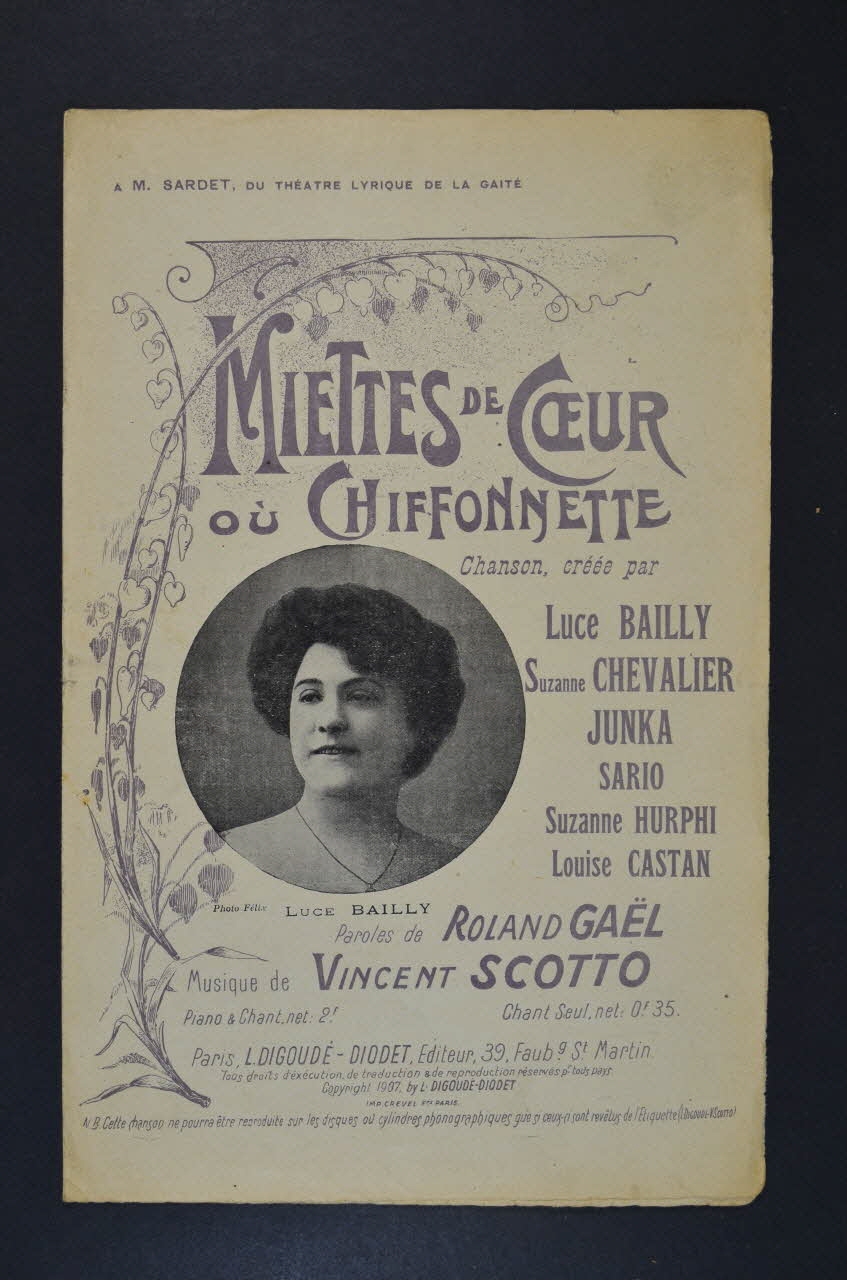 A M. SARDET, DU THÉATRE LYRIQUE DE LA GAITÉ
MIETTES DE CŒUR
OÙ CHIFFONNETTE
Chanson, créée par
Luce BAILLY
Suzanne CHEVALIER
JUNKA
SARIO
Suzanne HURPHI
Louise CASTAN
Photo Félix LUCE BAILLY
Paroles de ROLAND GAËL
Musique de VINCENT SCOTTO
Piano & Chant, net: 2f Chant Seul, net: 0f 35.
Paris, L. DIGOUDÉ-DIODET, Editeur, 39, Faubg St Martin
Tous droits d'éxécution, de traduction & de reproduction réservés pr tous pays.
Copyright 1907, by L. DIGOUDÉ-DIODET
IMP. CREVEL PARIS.
N.B. Cette chanson ne pourra être reproduite sur les disques où cylindres phonographiques que si ceux-ci sont revêtus de l'Etiquette (L.DIGOUDÉ-V.SCOTTO)